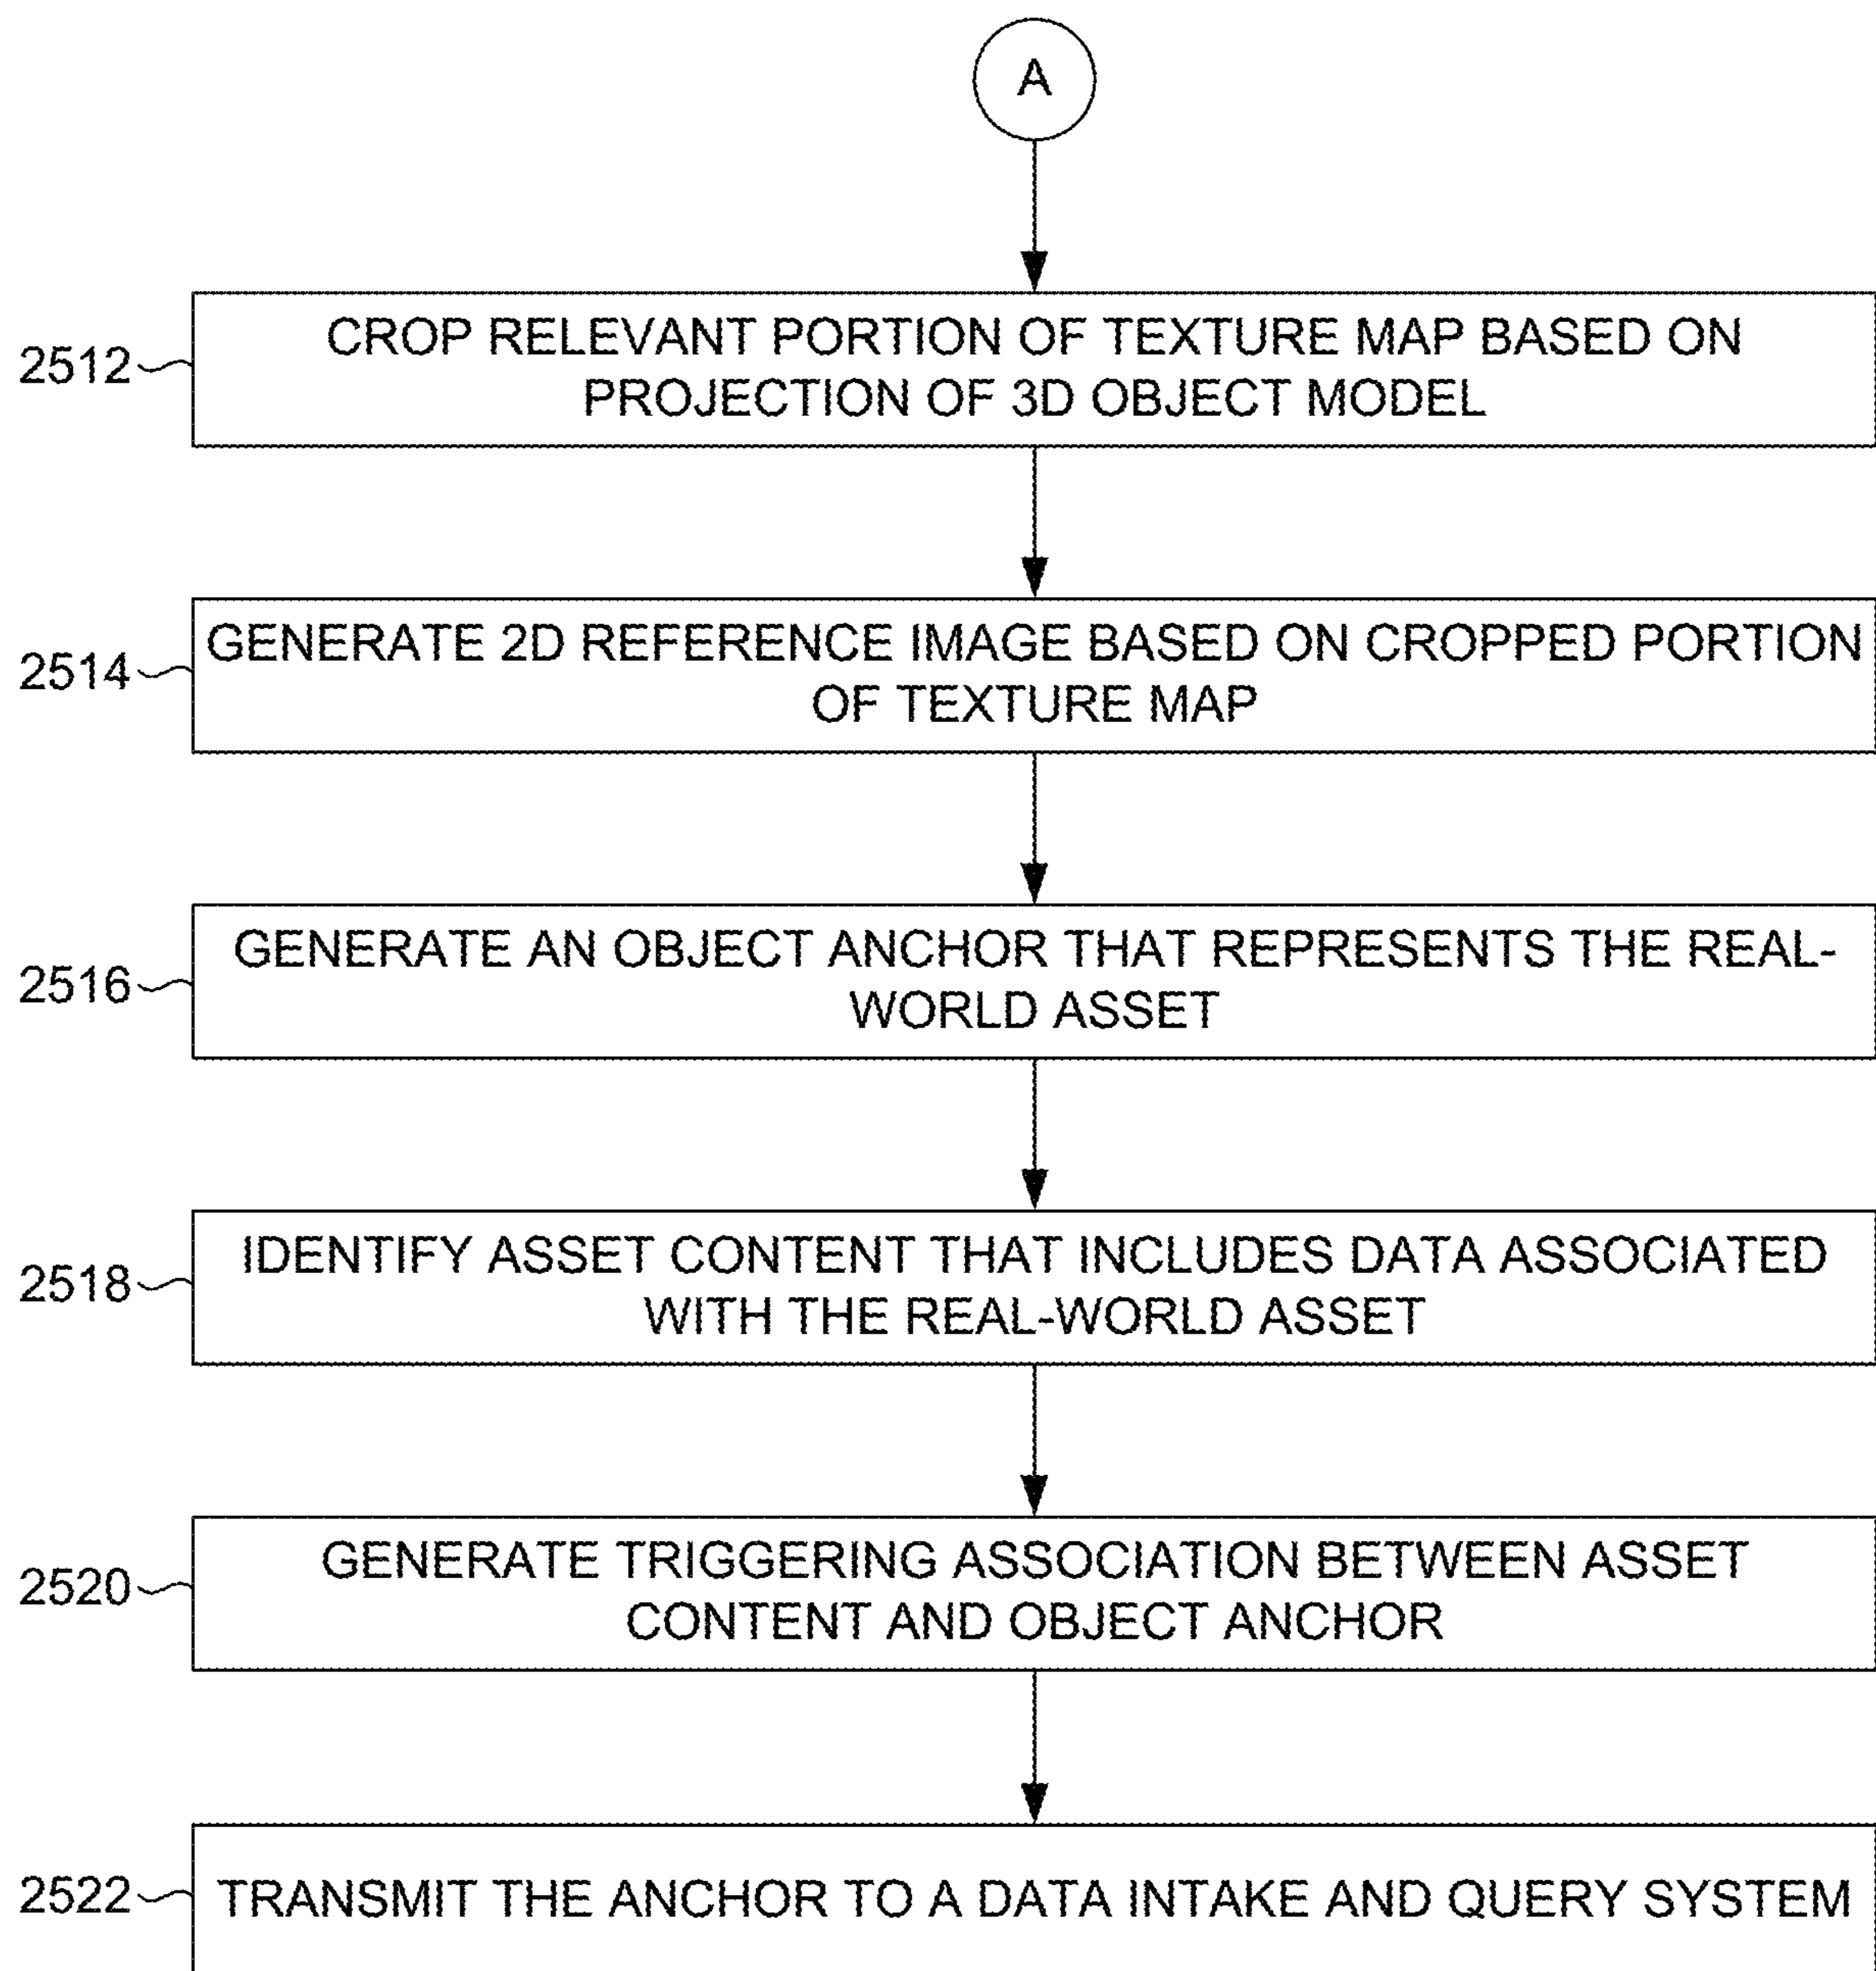 A
CROP RELEVANT PORTION OF TEXTURE MAP BASED ON
PROJECTION OF 3D OBJECT MODEL
2512
GENERATE 2D REFERENCE IMAGE BASED ON CROPPED PORTION
OF TEXTURE MAP
2514
GENERATE AN OBJECT ANCHOR THAT REPRESENTS THE REAL-
WORLD ASSET
2516
IDENTIFY ASSET CONTENT THAT INCLUDES DATA ASSOCIATED
WITH THE REAL-WORLD ASSET
2518
GENERATE TRIGGERING ASSOCIATION BETWEEN ASSET
CONTENT AND OBJECT ANCHOR
2520
TRANSMIT THE ANCHOR TO A DATA INTAKE AND QUERY SYSTEM
2522